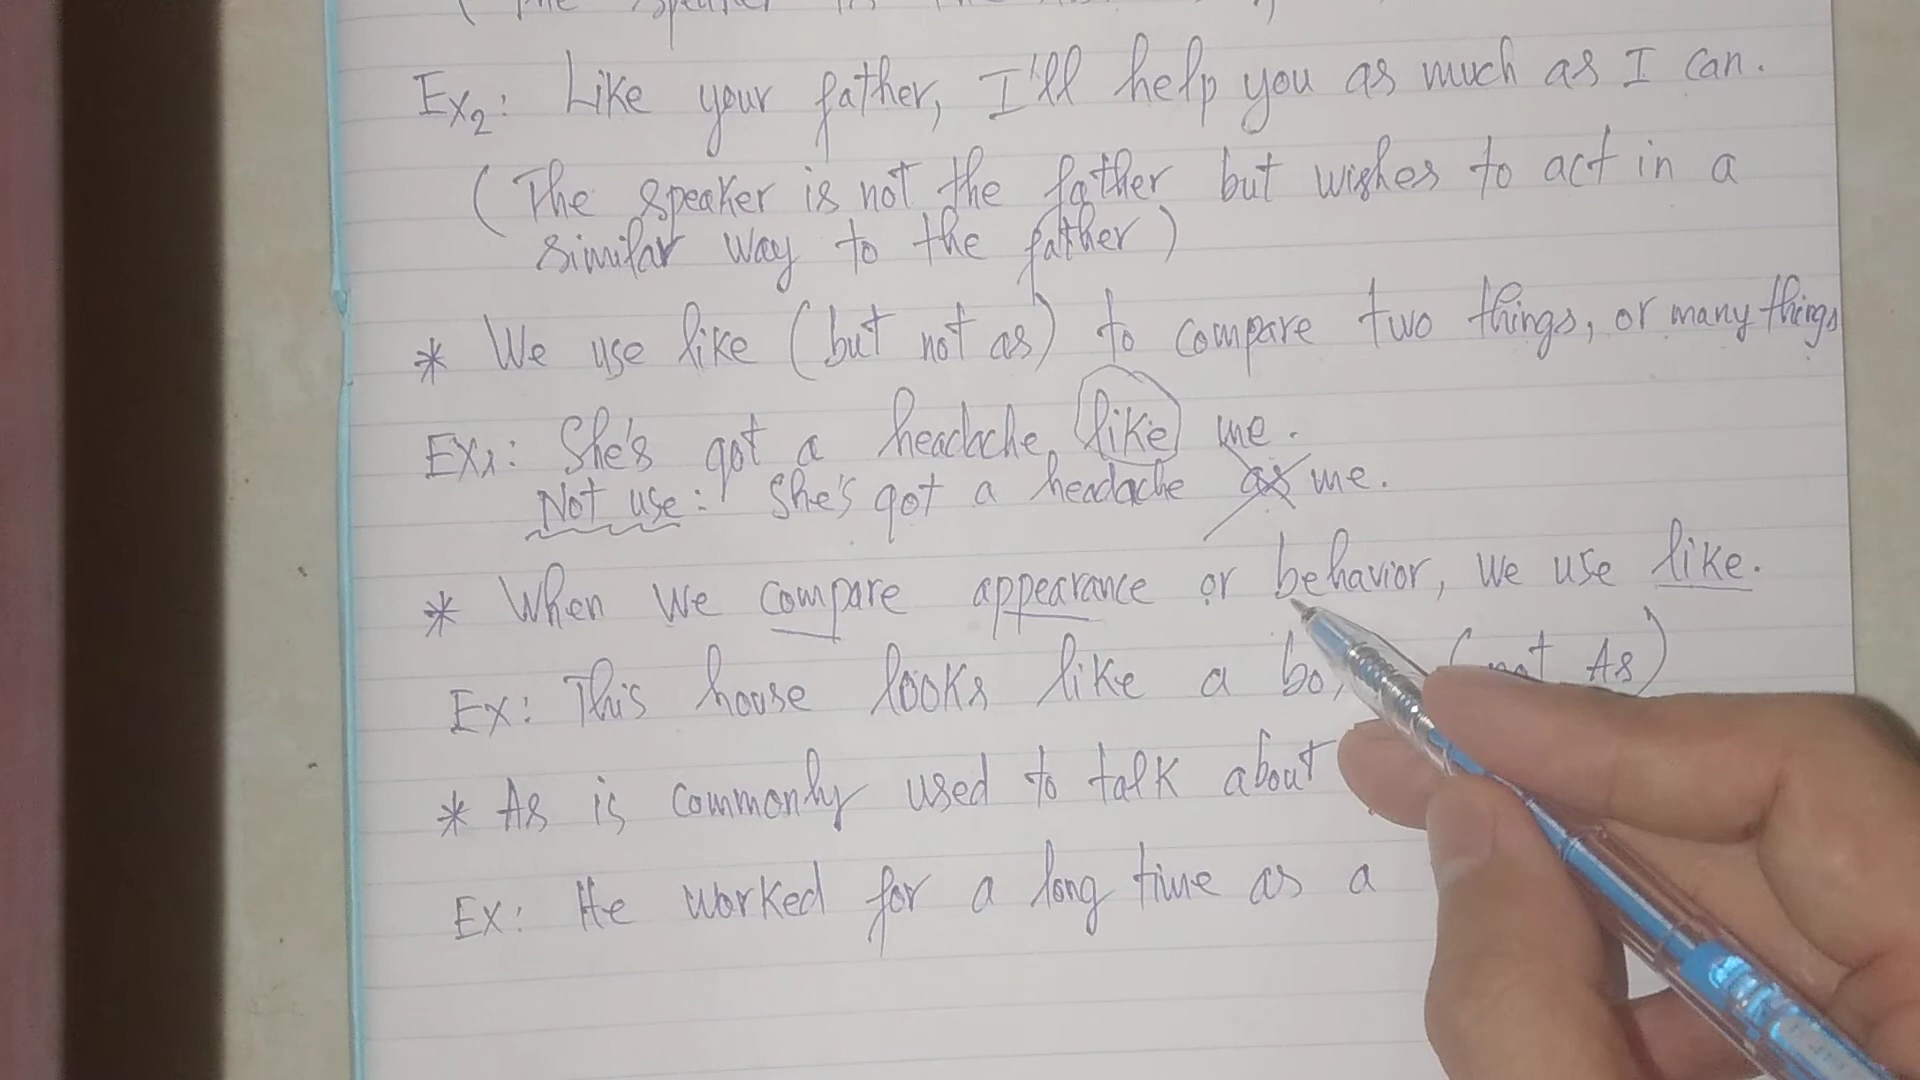 Ex2: Like your father, I'll help you as much as I can.
(The speaker is not the father but wishes to act in a
similar way to the father)
* We use like (but not as) to compare two things, or many things
Ex1: She's got a headache like me.
Not use: She's got a headache as me.
* When we compare appearance or behavior, we use like.
Ex: This house looks like a (not As)
* As is commonly used to talk about
Ex: He worked for a long time as a